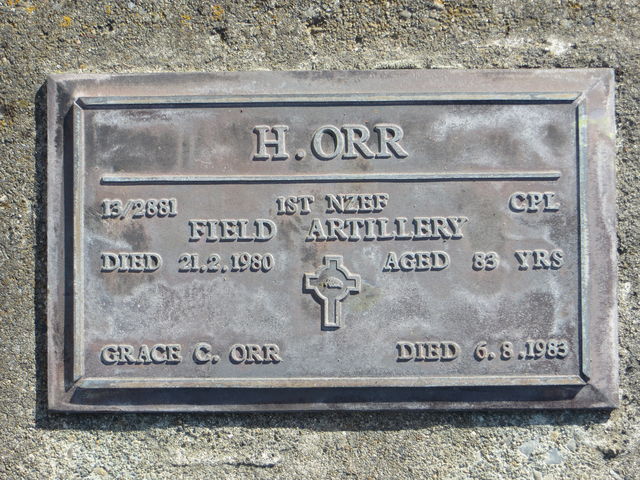 H. ORR
13/2881 1ST NZEF CPL
FIELD ARTILLERY
DIED 21.2.1980 AGED 83 YRS
GRACE C. ORR DIED 6.8.1983